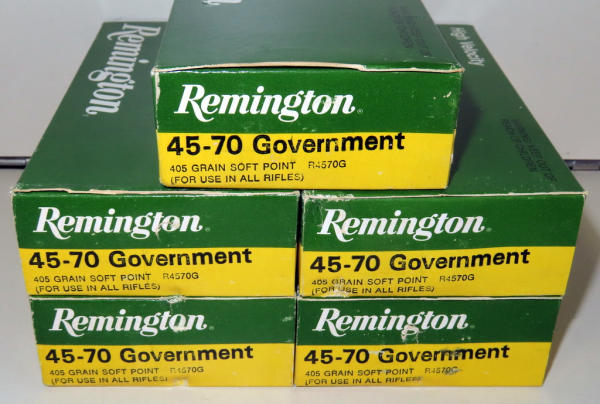 Remington
High Velocity
Remington®
45-70 Government
405 GRAIN SOFT POINT R4570G
(FOR USE IN ALL RIFLES)
Remington®
45-70 Government
405 GRAIN SOFT POINT R4570G
(FOR USE IN ALL RIFLES)
Remington®
45-70 Government
405 GRAIN SOFT POINT R4570G
(FOR USE IN ALL RIFLES)
Remington®
45-70 Government
405 GRAIN SOFT POINT R4570G
(FOR USE IN ALL RIFLES)
Remington®
45-70 Government
405 GRAIN SOFT POINT R4570G
(FOR USE IN ALL RIFLES)